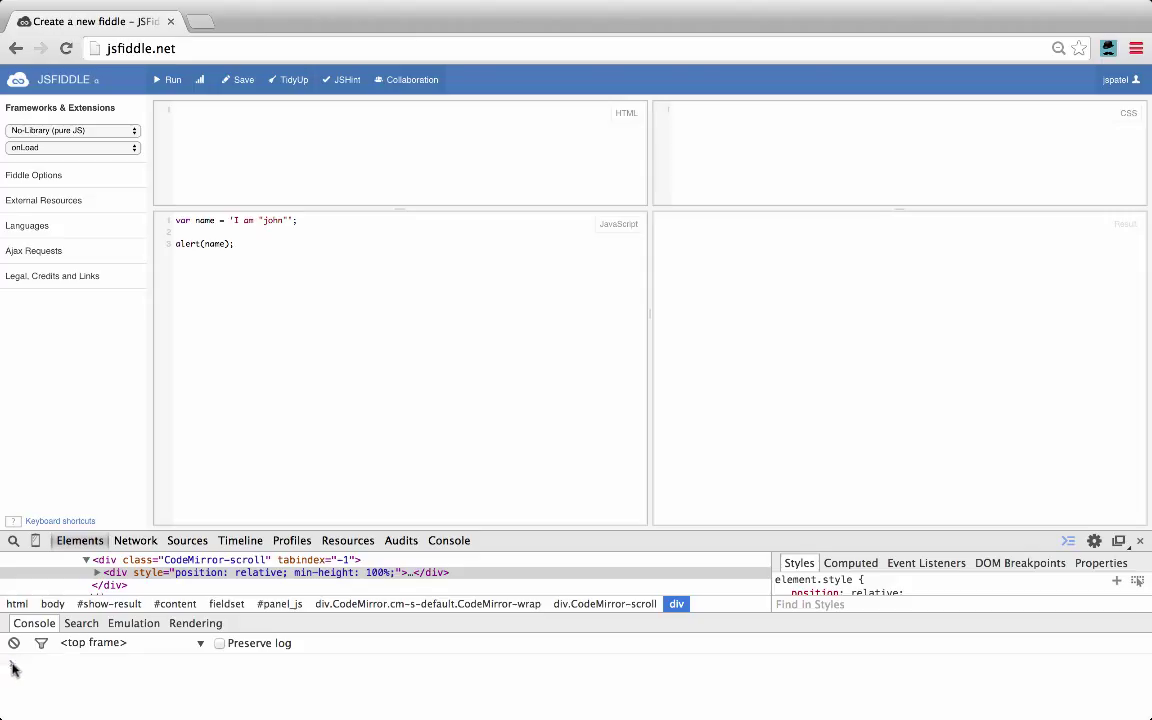 Create a new fiddle – JSFid
jsfiddle.net
JSFIDDLE α
Run
Save
TidyUp
JSHint
Collaboration
jspatel
Frameworks & Extensions
No-Library (pure JS)
onLoad
Fiddle Options
External Resources
Languages
Ajax Requests
Legal, Credits and Links
? Keyboard shortcuts
1
HTML
1
CSS
1 var name = 'I am "john"';
2
3 alert(name);
JavaScript
Result
Elements Network Sources Timeline Profiles Resources Audits Console
▼<div class="CodeMirror-scroll" tabindex="-1">
▶<div style="position: relative; min-height: 100%;">…</div>
</div>
html body #show-result #content fieldset #panel_js div.CodeMirror.cm-s-default.CodeMirror-wrap div.CodeMirror-scroll div
Styles Computed Event Listeners DOM Breakpoints Properties
element.style {
position: relative;
Find in Styles
Console Search Emulation Rendering
<top frame> ▼ Preserve log